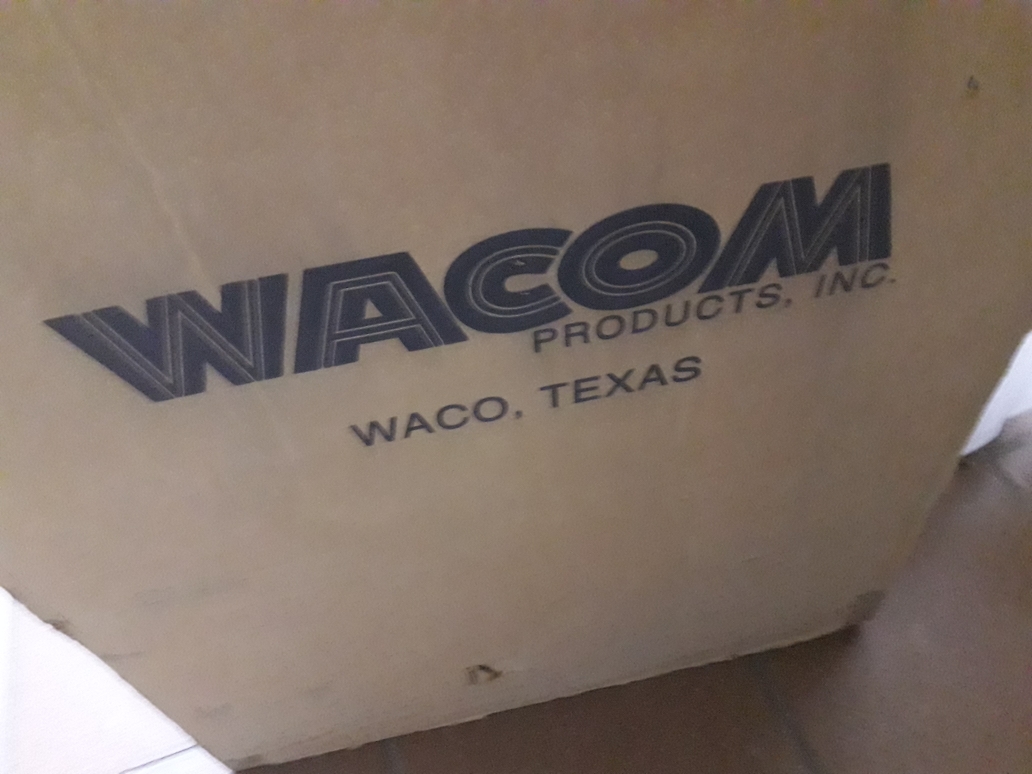 WACOM
PRODUCTS, INC.
WACO, TEXAS